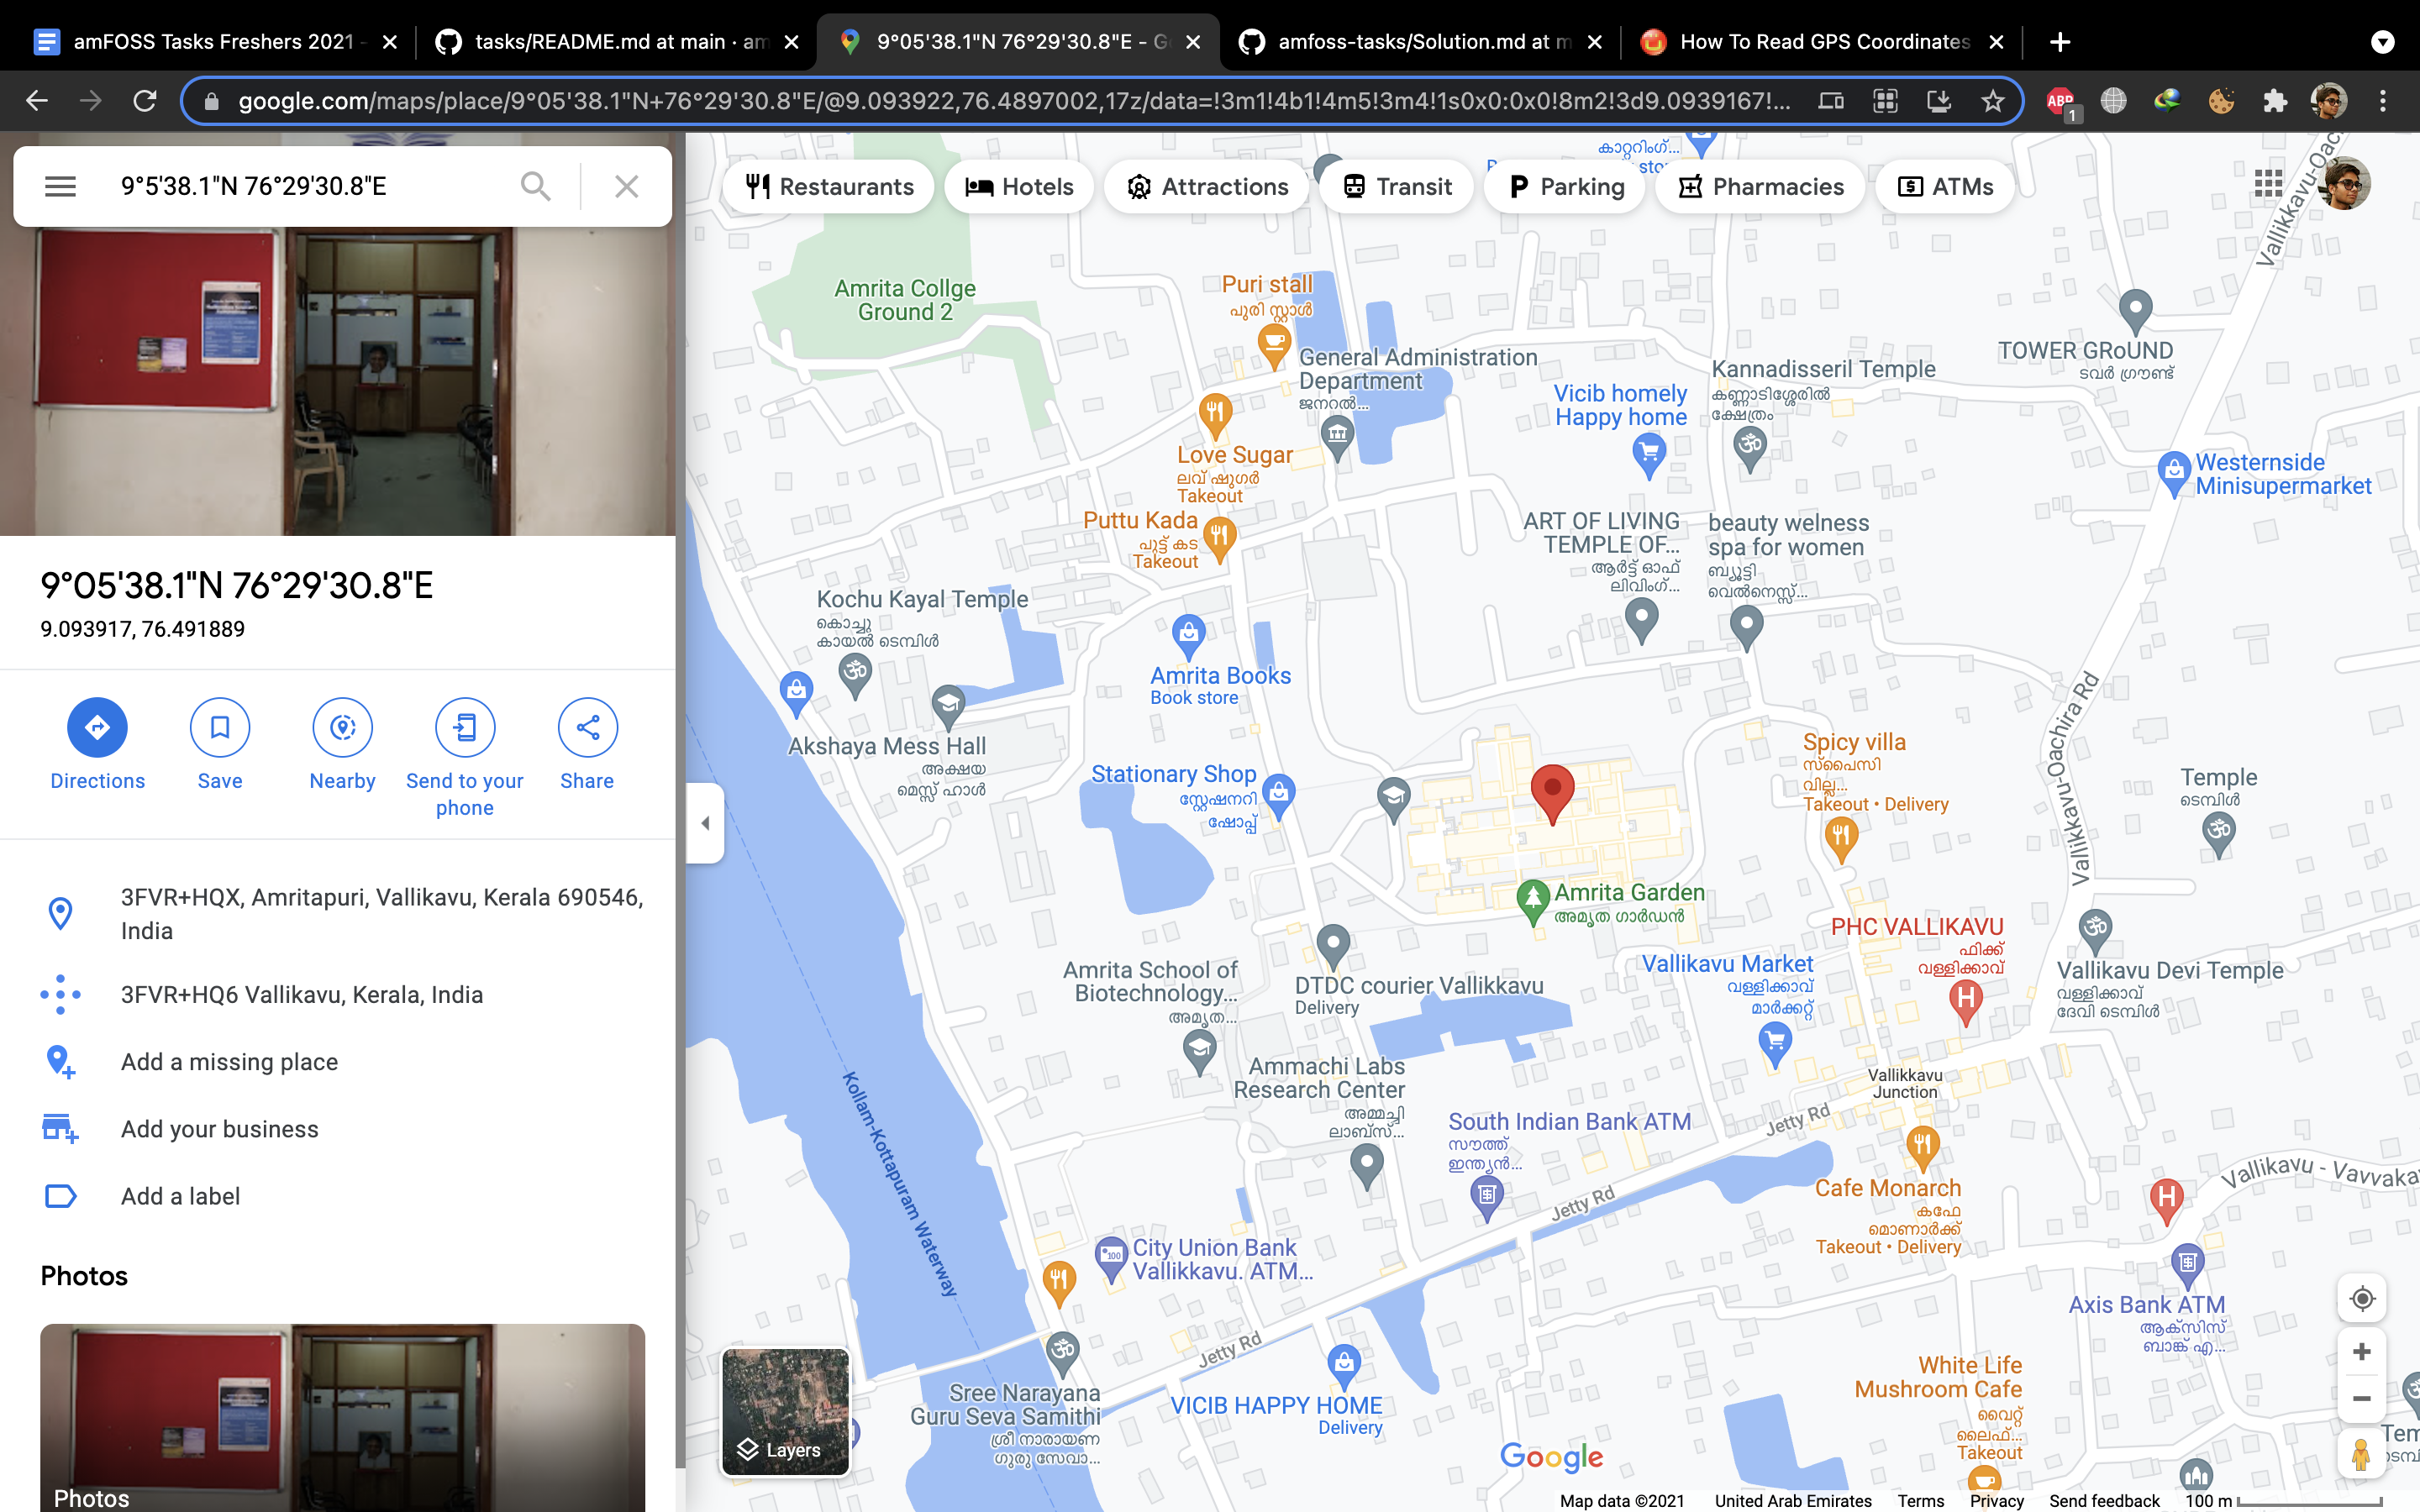 amFOSS Tasks Freshers 2021 -
tasks/README.md at main · am
9°05'38.1"N 76°29'30.8"E - G
amfoss-tasks/Solution.md at m
How To Read GPS Coordinates
google.com/maps/place/9°05'38.1"N+76°29'30.8"E/@9.093922,76.4897002,17z/data=!3m1!4b1!4m5!3m4!1s0x0:0x0!8m2!3d9.0939167!...
ABP
1
9°5'38.1"N 76°29'30.8"E
9°05'38.1"N 76°29'30.8"E
9.093917, 76.491889
Directions
Save
Nearby
Send to your
phone
Share
3FVR+HQX, Amritapuri, Vallikavu, Kerala 690546,
India
3FVR+HQ6 Vallikavu, Kerala, India
Add a missing place
Add your business
Add a label
Photos
Photos
Restaurants
Hotels
Attractions
Transit
Parking
Pharmacies
ATMs
കാറ്ററിംഗ്...
Vallikkavu-Oac
Amrita Collge
Ground 2
Puri stall
പുരി സ്റ്റാൾ
General Administration
Department
ജനറൽ...
Love Sugar
ലവ് ഷുഗർ
Takeout
Puttu Kada
പുട്ട് കട
Takeout
Vicib homely
Happy home
Kannadisseril Temple
കണ്ണാടിശ്ശേരിൽ
ക്ഷേത്രം
TOWER GRoUND
ടവർ ഗ്രൗണ്ട്
Westernside
Minisupermarket
ART OF LIVING
TEMPLE OF...
ആർട്ട് ഓഫ്
ലിവിംഗ്...
beauty welness
spa for women
ബ്യൂട്ടി
വെൽനെസ്സ്...
Kochu Kayal Temple
കൊച്ചു
കായൽ ടെമ്പിൾ
Amrita Books
Book store
Akshaya Mess Hall
അക്ഷയ
മെസ്സ് ഹാൾ
Stationary Shop
സ്റ്റേഷനറി
ഷോപ്പ്
Spicy villa
സ്പൈസി
വില്ല...
Takeout • Delivery
Vallikkavu-Oachira Rd
Temple
ടെമ്പിൾ
Amrita Garden
അമൃത ഗാർഡൻ
PHC VALLIKAVU
ഫിക്ക്
വള്ളിക്കാവ്
Vallikavu Market
വള്ളിക്കാവ്
മാർക്കറ്റ്
Vallikavu Devi Temple
വള്ളിക്കാവ്
ദേവി ടെമ്പിൾ
Amrita School of
Biotechnology...
അമൃത...
DTDC courier Vallikkavu
Delivery
Ammachi Labs
Research Center
അമ്മച്ചി
ലാബ്സ്...
Vallikkavu
Junction
South Indian Bank ATM
സൗത്ത്
ഇന്ത്യൻ...
Jetty Rd
Jetty Rd
Jetty Rd
Kollam-Kottapuram Waterway
Cafe Monarch
കഫേ
മൊണാർക്ക്
Takeout • Delivery
Vallikavu - Vavvaka
City Union Bank
Vallikkavu. ATM...
100
Axis Bank ATM
ആക്സിസ്
ബാങ്ക് എ...
Sree Narayana
Guru Seva Samithi
ശ്രീ നാരായണ
ഗുരു സേവാ...
VICIB HAPPY HOME
Delivery
White Life
Mushroom Cafe
വൈറ്റ്
ലൈഫ്...
Takeout
Layers
Google
Map data ©2021
United Arab Emirates
Terms
Privacy
Send feedback
100 m